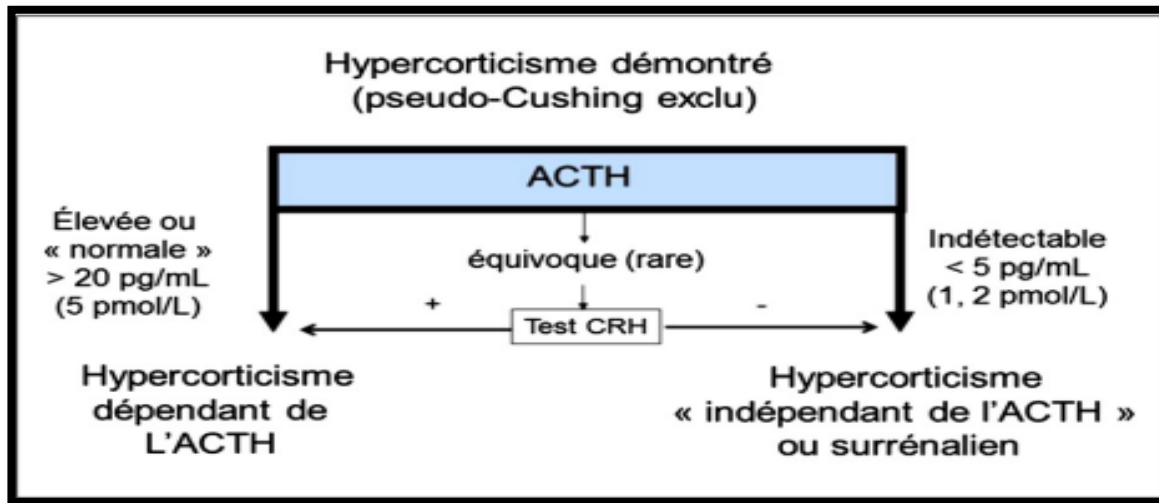 Hypercorticisme démontré
(pseudo-Cushing exclu)
ACTH
Élevée ou
« normale »
> 20 pg/mL
(5 pmol/L)
équivoque (rare)
Indétectable
< 5 pg/mL
(1, 2 pmol/L)
+
Test CRH
-
Hypercorticisme
dépendant de
L’ACTH
Hypercorticisme
« indépendant de l’ACTH »
ou surrénalien